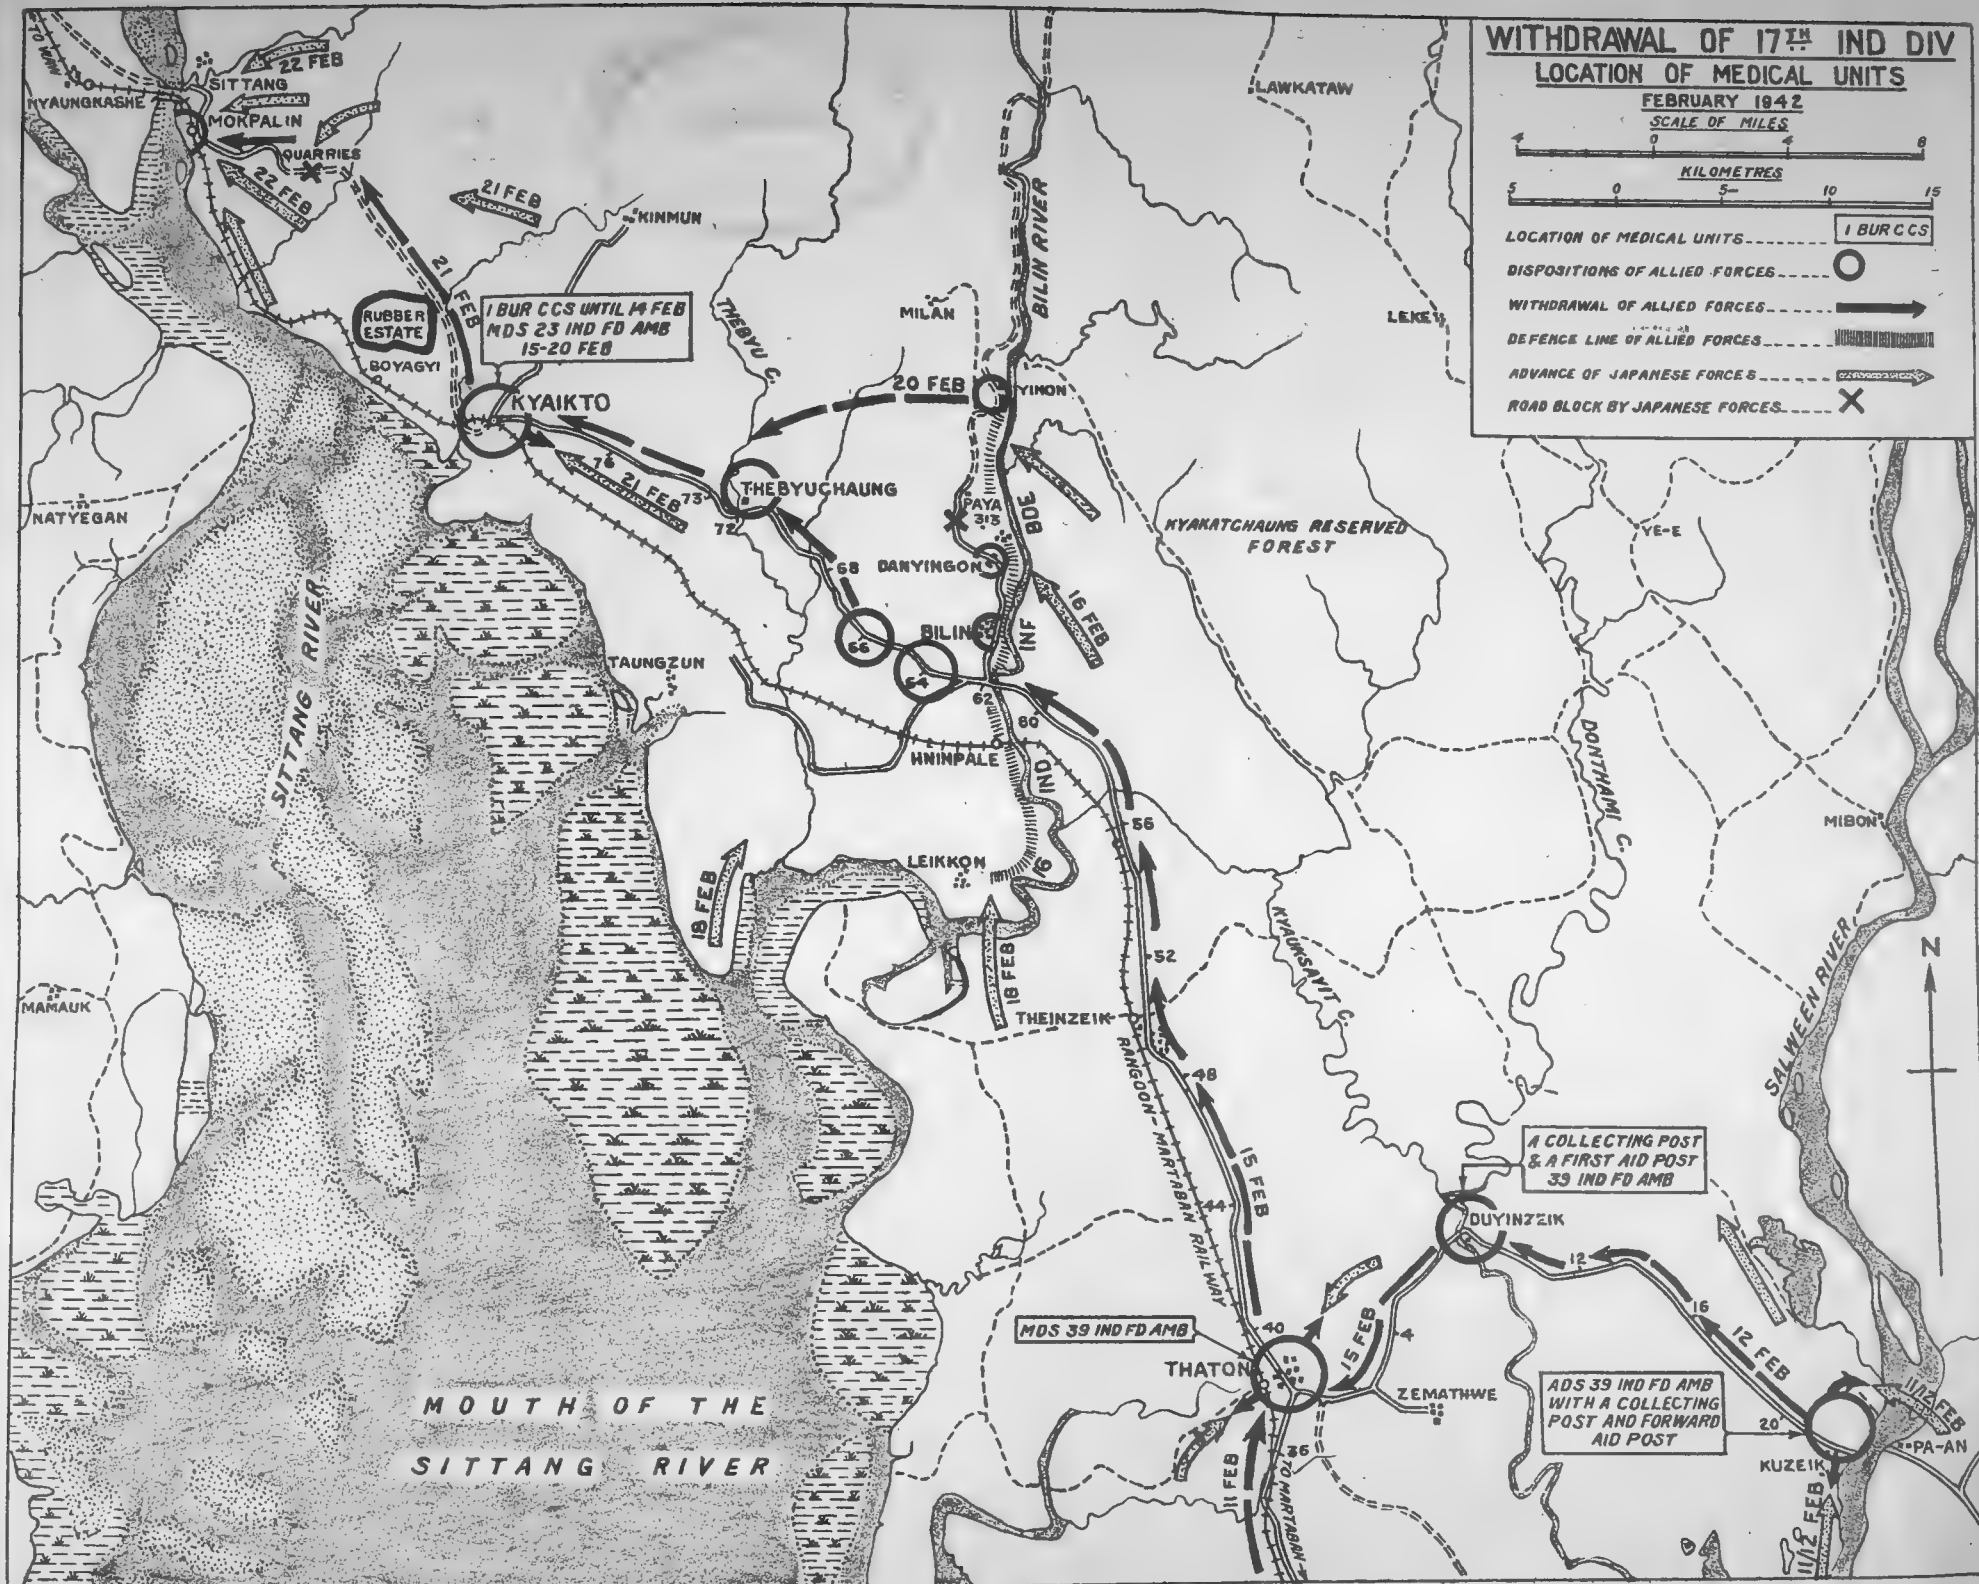 WITHDRAWAL OF 17TH IND DIV
LOCATION OF MEDICAL UNITS
FEBRUARY 1942
SCALE OF MILES
4 0 4 8
KILOMETRES
5 0 5 10 15
LOCATION OF MEDICAL UNITS
1 BUR C C S
DISPOSITIONS OF ALLIED FORCES
WITHDRAWAL OF ALLIED FORCES
DEFENCE LINE OF ALLIED FORCES
ADVANCE OF JAPANESE FORCES
ROAD BLOCK BY JAPANESE FORCES
TO WAW
NYAUNGKASHE
22 FEB
SITTANG
MOKPALIN
QUARRIES
22 FEB
21 FEB
KINMUN
21 FEB
RUBBER
ESTATE
BOYAGYI
1 BUR CCS UNTIL 14 FEB
MDS 23 IND FD AMB
15-20 FEB
KYAIKTO
THEBYU C.
MILAN
BILIN RIVER
LAWKATAW
LEKE
YINON
20 FEB
76
21 FEB
73
72
THEBYUCHAUNG
PAYA
313
BDE
KYAKATCHAUNG RESERVED
FOREST
YE-E
NATYEGAN
68
DANYINGON
16 FEB
BILIN
INF
66
64
62
60
TAUNGZUN
SITTANG RIVER
HNINPALE
IND
DONTHAMI C.
MIBON
56
LEIKKON
16
18 FEB
18 FEB
52
KYAUKSAYIT C.
SALWEEN RIVER
N
MAMAUK
THEINZEIK
RANGOON-MARTABAN RAILWAY
48
15 FEB
44
A COLLECTING POST
& A FIRST AID POST
39 IND FD AMB
DUYINZEIK
12
MDS 39 IND FD AMB
40
THATON
15 FEB
4
16
12 FEB
ZEMATHWE
ADS 39 IND FD AMB
WITH A COLLECTING
POST AND FORWARD
AID POST
20
11/12 FEB
PA-AN
KUZEIK
11/12 FEB
MOUTH OF THE
SITTANG RIVER
11 FEB
36
TO MARTABAN